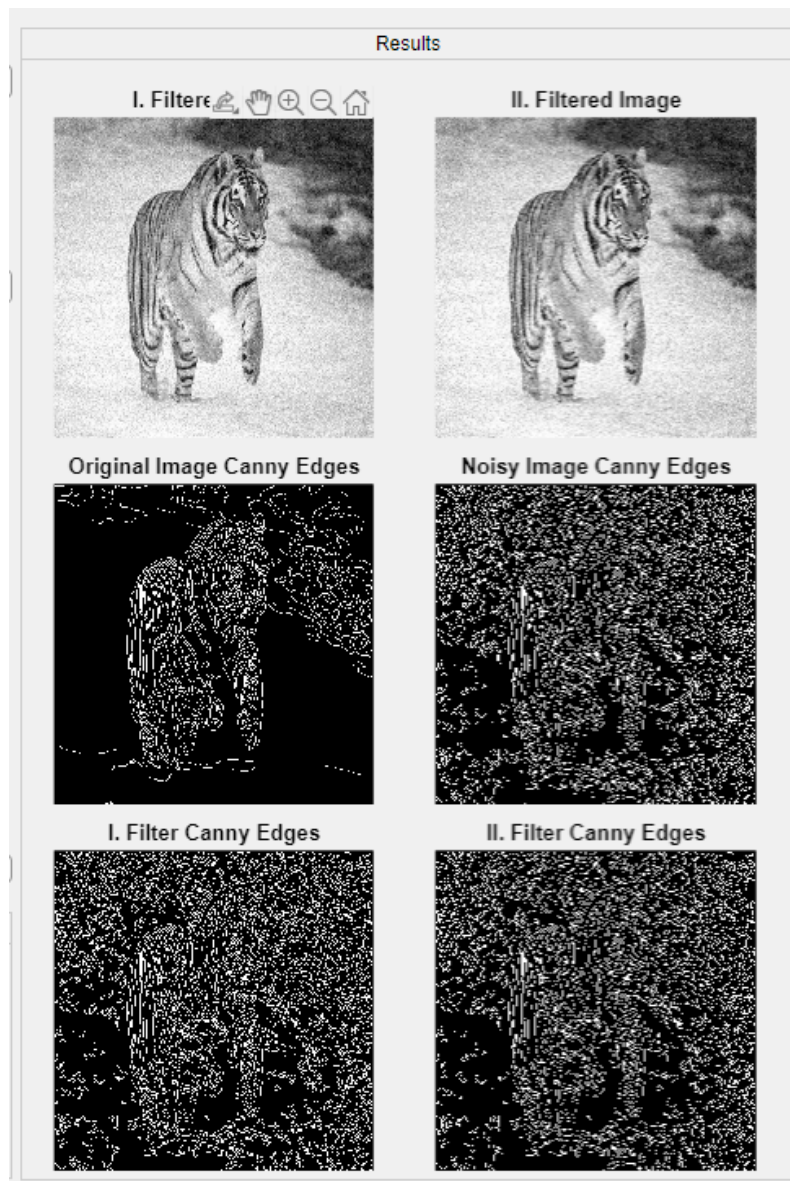 Results
I. Filtere
II. Filtered Image
Original Image Canny Edges
Noisy Image Canny Edges
I. Filter Canny Edges
II. Filter Canny Edges